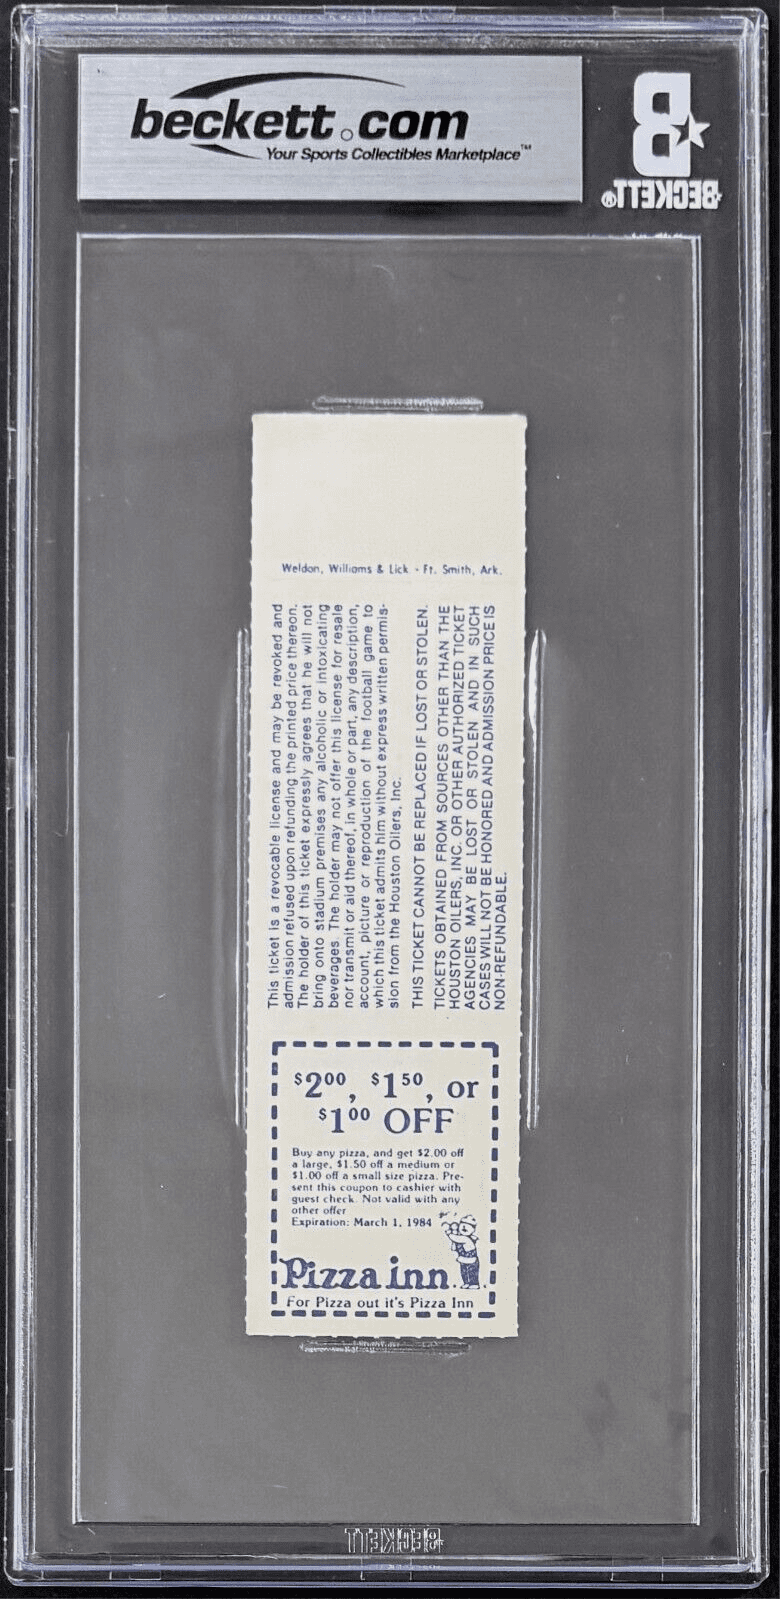 beckett.com
Your Sports Collectibles Marketplace™
BECKETT®
Weldon, Williams & Lick - Ft. Smith, Ark.
This ticket is a revocable license and may be revoked and
admission refused upon refunding the printed price thereon.
The holder of this ticket expressly agrees that he will not
bring onto stadium premises any alcoholic or intoxicating
beverages. The holder may not offer this license for resale
nor transmit or aid thereof, in whole or part, any description,
account, picture or reproduction of the football game to
which this ticket admits him without express written permis-
sion from the Houston Oilers, Inc.
THIS TICKET CANNOT BE REPLACED IF LOST OR STOLEN.
TICKETS OBTAINED FROM SOURCES OTHER THAN THE
HOUSTON OILERS, INC. OR OTHER AUTHORIZED TICKET
AGENCIES MAY BE LOST OR STOLEN AND IN SUCH
CASES WILL NOT BE HONORED AND ADMISSION PRICE IS
NON-REFUNDABLE.
$2.00, $1.50, or
$1.00 OFF
Buy any pizza, and get $2.00 off
a large, $1.50 off a medium or
$1.00 off a small size pizza. Pre-
sent this coupon to cashier with
guest check. Not valid with any
other offer
Expiration: March 1, 1984
Pizza inn
For Pizza out it's Pizza Inn
BECKETT